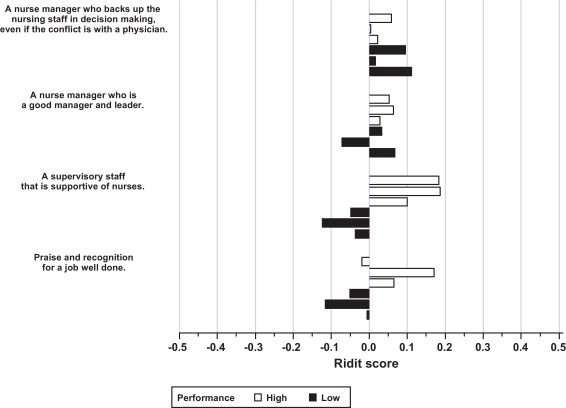 A nurse manager who backs up the
nursing staff in decision making,
even if the conflict is with a physician.
A nurse manager who is
a good manager and leader.
A supervisory staff
that is supportive of nurses.
Praise and recognition
for a job well done.
-0.5 -0.4 -0.3 -0.2 -0.1 0.0 0.1 0.2 0.3 0.4 0.5
Ridit score
Performance High Low